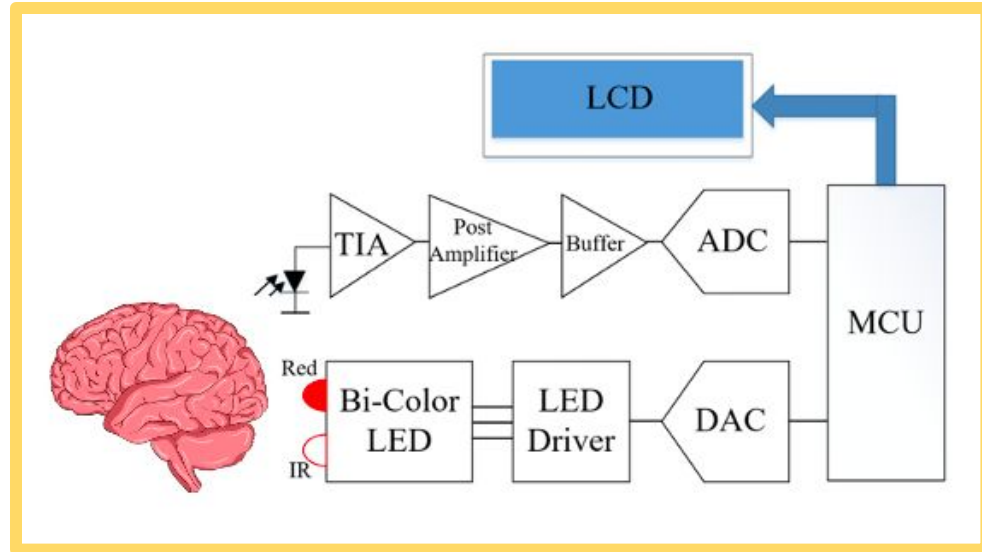 LCD
TIA
Post
Amplifier
Buffer
ADC
MCU
Red
Bi-Color
LED
IR
LED
Driver
DAC